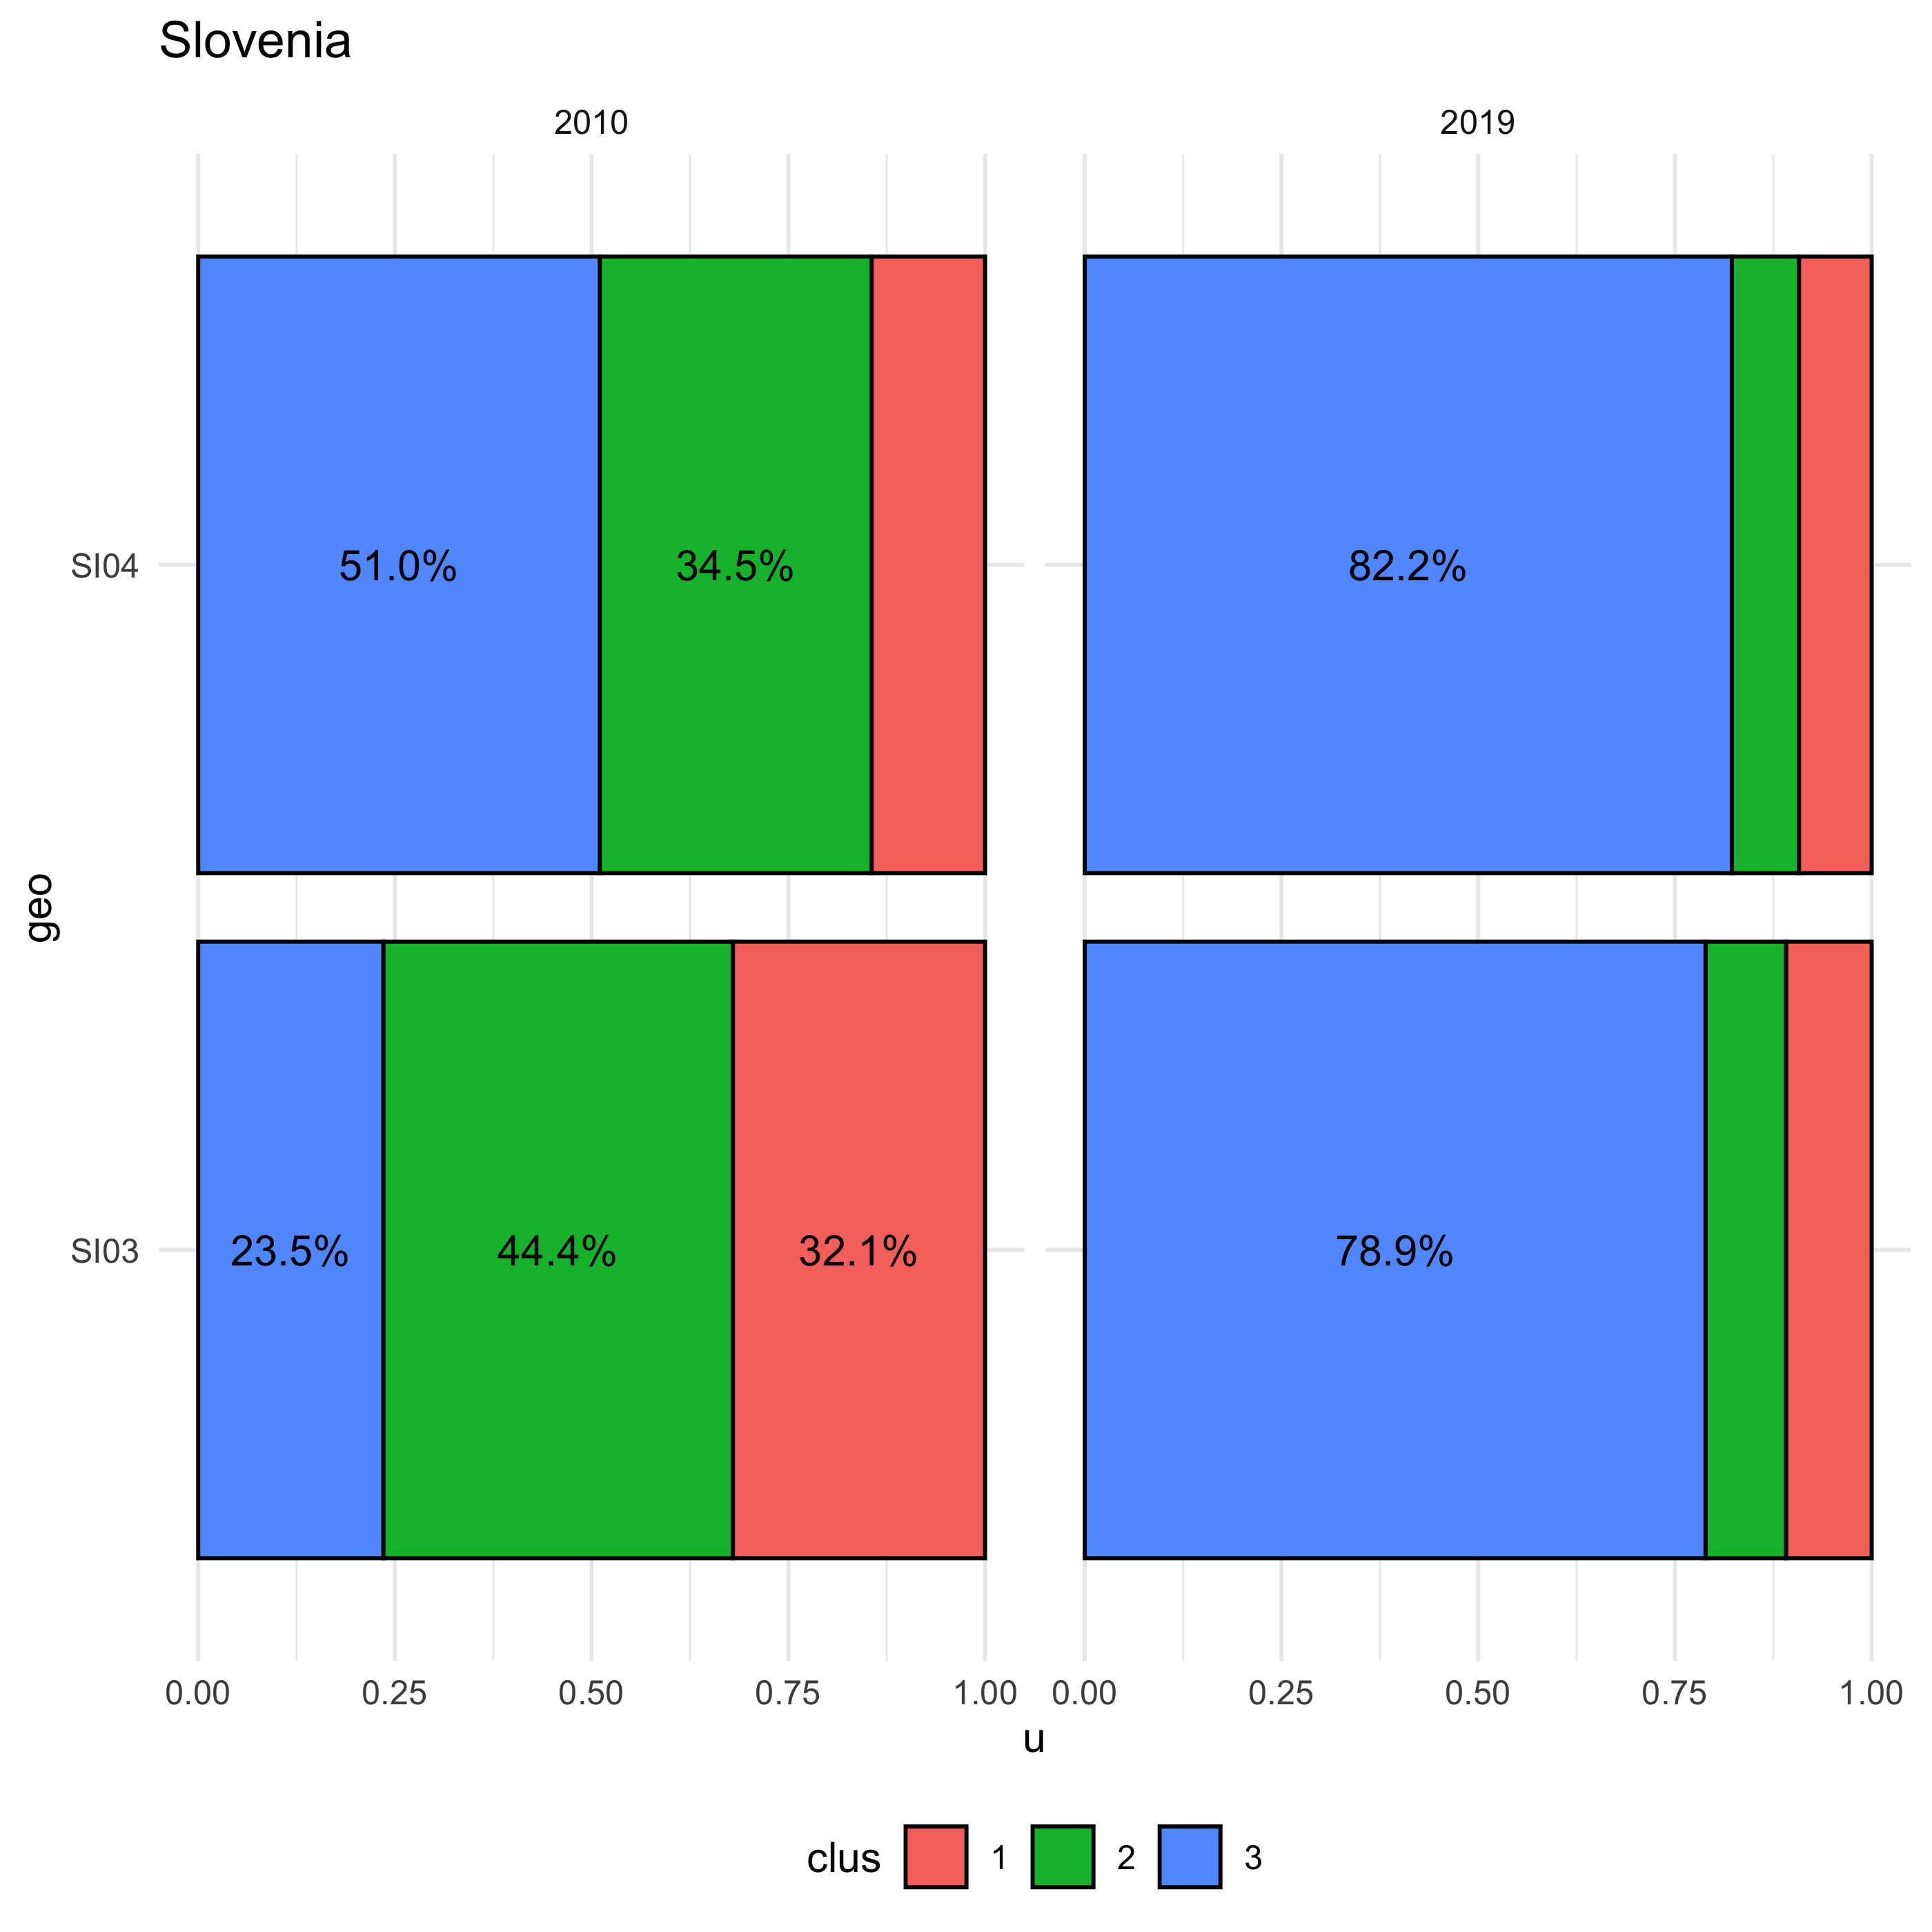 Slovenia
2010 2019
SI04 51.0% 34.5% 82.2%
geo
SI03 23.5% 44.4% 32.1% 78.9%
0.00 0.25 0.50 0.75 1.00 0.00 0.25 0.50 0.75 1.00
u
clus 1 2 3